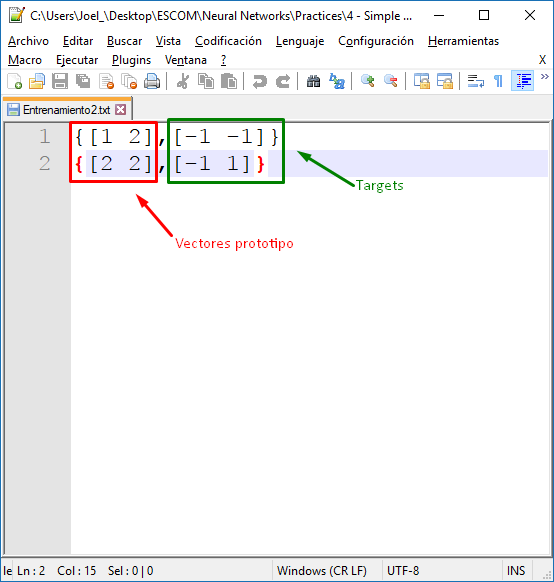 C:\Users\Joel_\Desktop\ESCOM\Neural Networks\Practices\4 - Simple ...
Archivo Editar Buscar Vista Codificación Lenguaje Configuración Herramientas
Macro Ejecutar Plugins Ventana ?
Entrenamiento2.txt
1 {[1 2],[-1 -1]}
2 {[2 2],[-1 1]}
Targets
Vectores prototipo
le Ln : 2 Col : 15 Sel : 0 | 0 Windows (CR LF) UTF-8 INS